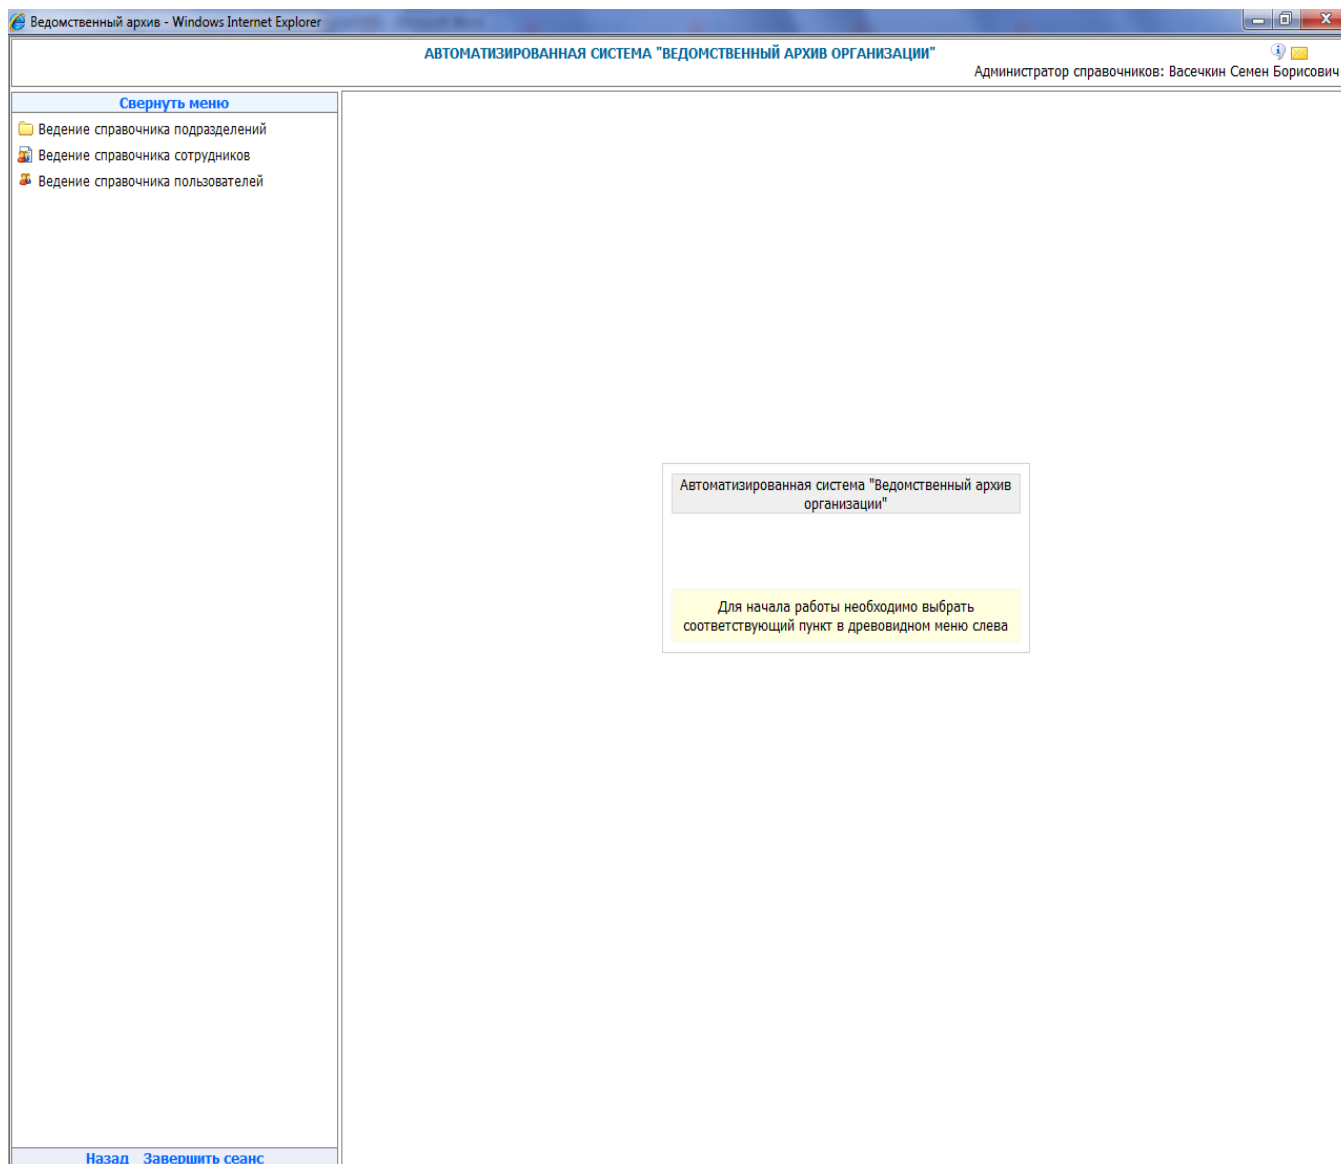 Ведомственный архив - Windows Internet Explorer
АВТОМАТИЗИРОВАННАЯ СИСТЕМА "ВЕДОМСТВЕННЫЙ АРХИВ ОРГАНИЗАЦИИ"
Администратор справочников: Васечкин Семен Борисович
Свернуть меню
Ведение справочника подразделений
Ведение справочника сотрудников
Ведение справочника пользователей
Автоматизированная система "Ведомственный архив
организации"
Для начала работы необходимо выбрать
соответствующий пункт в древовидном меню слева
Назад Завершить сеанс